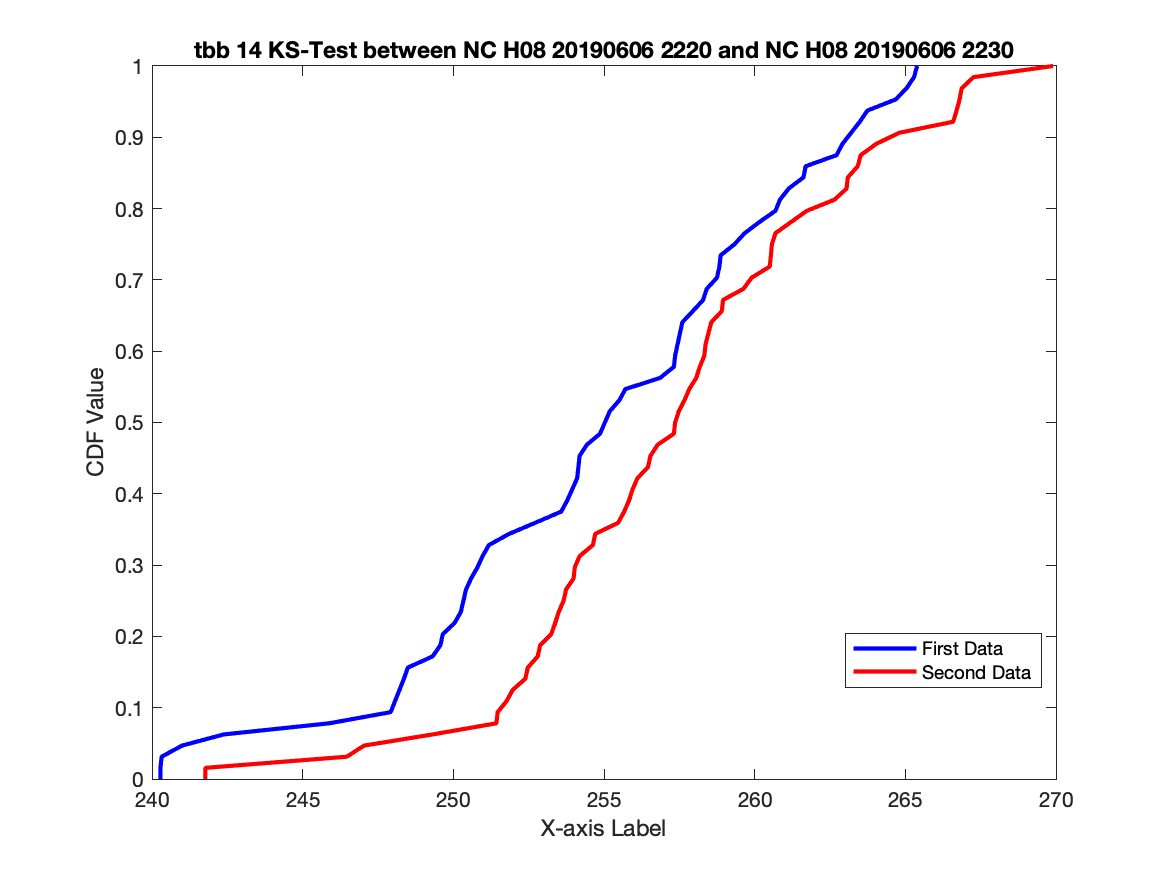 tbb 14 KS-Test between NC H08 20190606 2220 and NC H08 20190606 2230
1
0.9
0.8
0.7
0.6
0.5
0.4
0.3
0.2
0.1
0
CDF Value
First Data
Second Data
240 245 250 255 260 265 270
X-axis Label